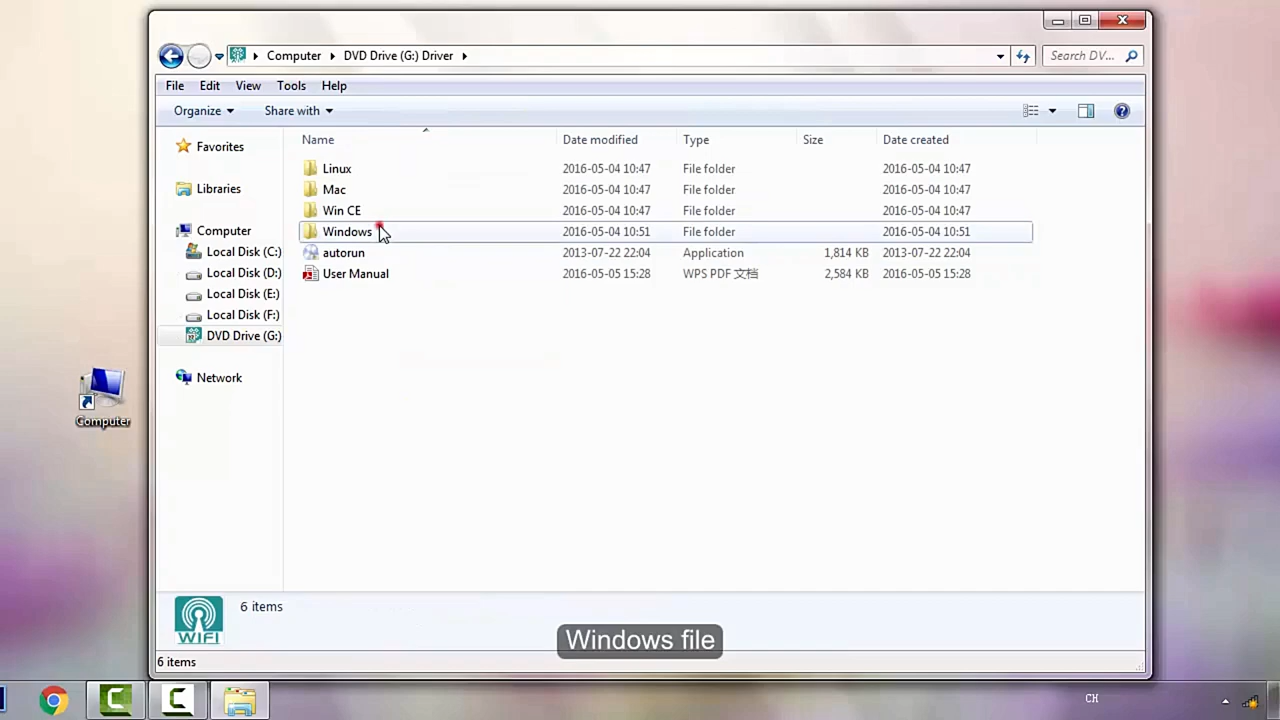 Computer ▸ DVD Drive (G:) Driver ▸
Search DV...
File Edit View Tools Help
Organize Share with
Name Date modified Type Size Date created
Favorites
Libraries
Computer
Local Disk (C:)
Local Disk (D:)
Local Disk (E:)
Local Disk (F:)
DVD Drive (G:)
Network
Linux 2016-05-04 10:47 File folder 2016-05-04 10:47
Mac 2016-05-04 10:47 File folder 2016-05-04 10:47
Win CE 2016-05-04 10:47 File folder 2016-05-04 10:47
Windows 2016-05-04 10:51 File folder 2016-05-04 10:51
autorun 2013-07-22 22:04 Application 1,814 KB 2013-07-22 22:04
User Manual 2016-05-05 15:28 WPS PDF 文档 2,584 KB 2016-05-05 15:28
Computer
WIFI
6 items
Windows file
6 items
CH